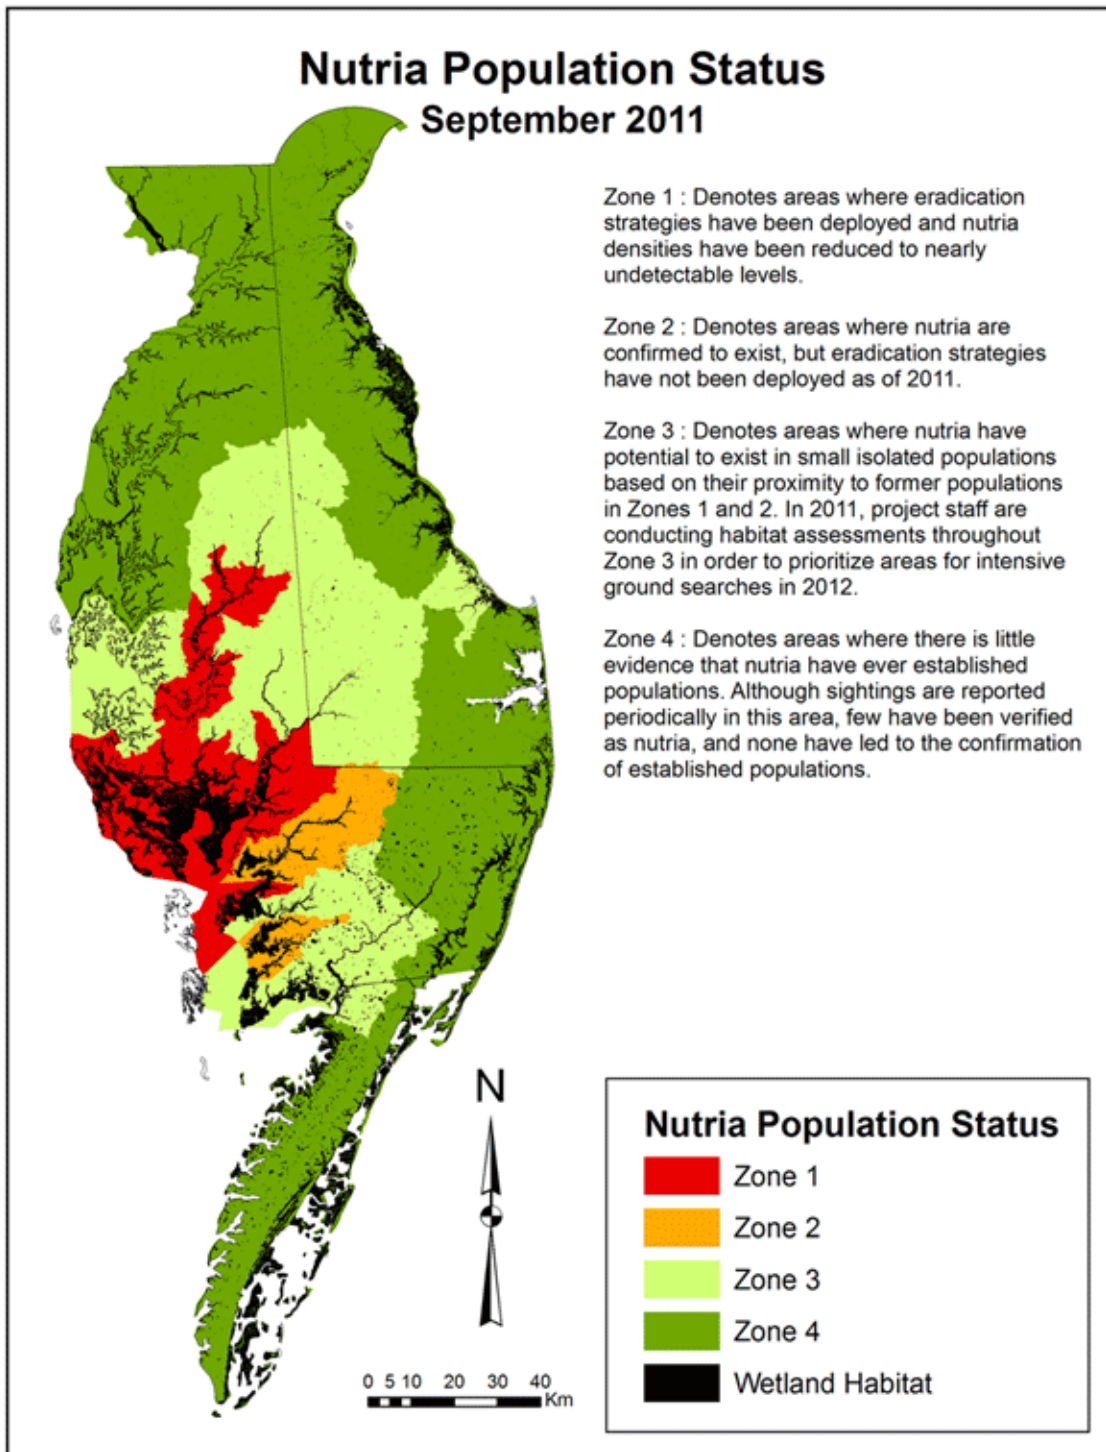 Nutria Population Status
September 2011
Zone 1 : Denotes areas where eradication
strategies have been deployed and nutria
densities have been reduced to nearly
undetectable levels.
Zone 2 : Denotes areas where nutria are
confirmed to exist, but eradication strategies
have not been deployed as of 2011.
Zone 3 : Denotes areas where nutria have
potential to exist in small isolated populations
based on their proximity to former populations
in Zones 1 and 2. In 2011, project staff are
conducting habitat assessments throughout
Zone 3 in order to prioritize areas for intensive
ground searches in 2012.
Zone 4 : Denotes areas where there is little
evidence that nutria have ever established
populations. Although sightings are reported
periodically in this area, few have been verified
as nutria, and none have led to the confirmation
of established populations.
N
0 5 10 20 30 40
Km
Nutria Population Status
Zone 1
Zone 2
Zone 3
Zone 4
Wetland Habitat